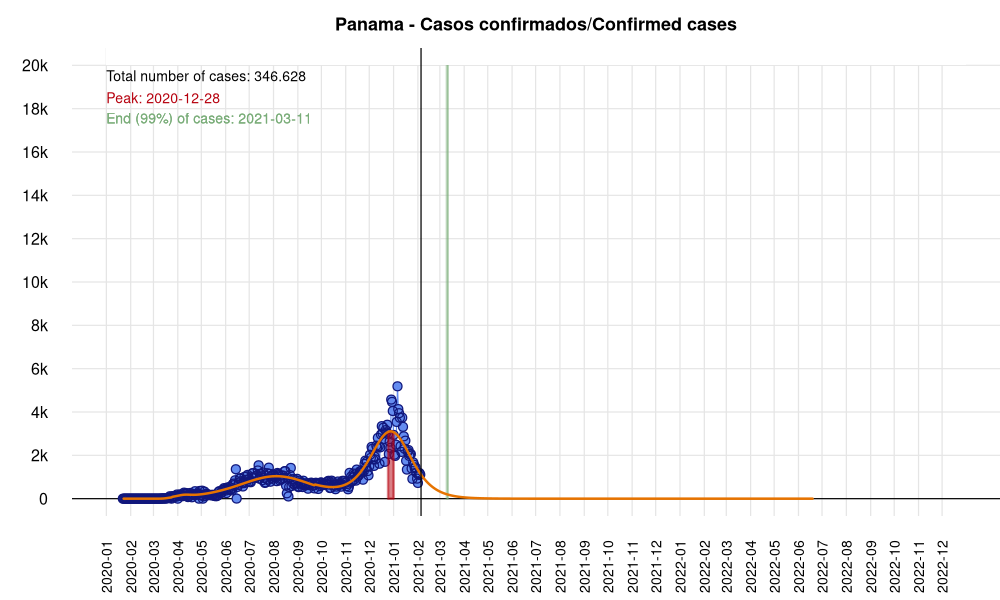 Panama - Casos confirmados/Confirmed cases
20k
18k
16k
14k
12k
10k
8k
6k
4k
2k
0
Total number of cases: 346.628
Peak: 2020-12-28
End (99%) of cases: 2021-03-11
2020-01
2020-02
2020-03
2020-04
2020-05
2020-06
2020-07
2020-08
2020-09
2020-10
2020-11
2020-12
2021-01
2021-02
2021-03
2021-04
2021-05
2021-06
2021-07
2021-08
2021-09
2021-10
2021-11
2021-12
2022-01
2022-02
2022-03
2022-04
2022-05
2022-06
2022-07
2022-08
2022-09
2022-10
2022-11
2022-12